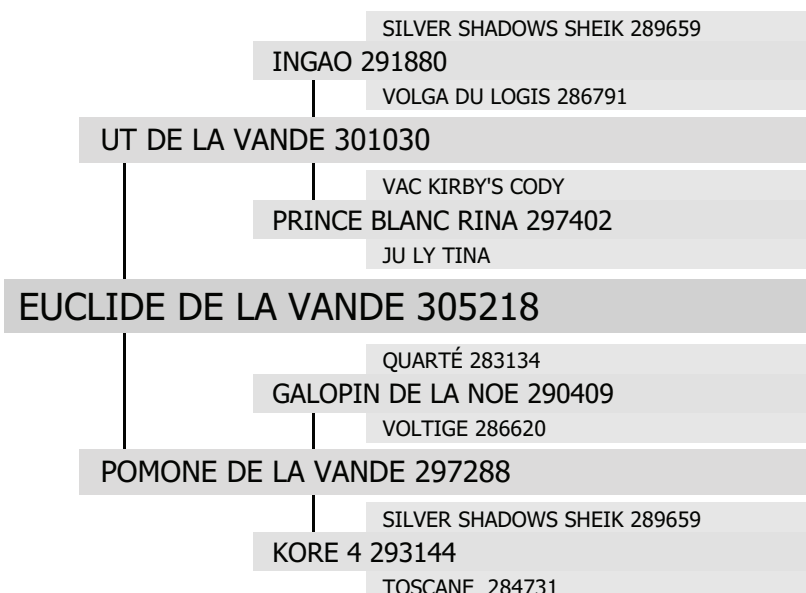 SILVER SHADOWS SHEIK 289659
INGAO 291880
VOLGA DU LOGIS 286791
UT DE LA VANDE 301030
VAC KIRBY'S CODY
PRINCE BLANC RINA 297402
JU LY TINA
EUCLIDE DE LA VANDE 305218
QUARTÉ 283134
GALOPIN DE LA NOE 290409
VOLTIGE 286620
POMONE DE LA VANDE 297288
SILVER SHADOWS SHEIK 289659
KORE 4 293144
TOSCANE  284731